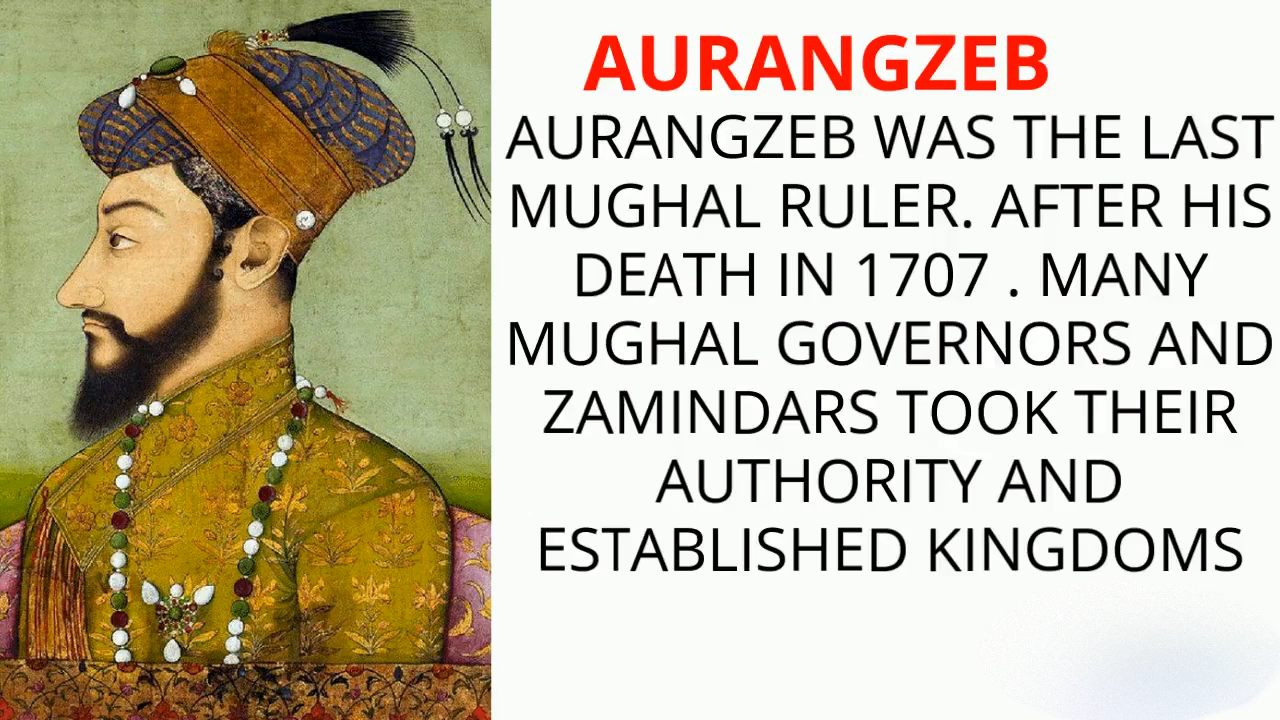 AURANGZEB
AURANGZEB WAS THE LAST
MUGHAL RULER. AFTER HIS
DEATH IN 1707 . MANY
MUGHAL GOVERNORS AND
ZAMINDARS TOOK THEIR
AUTHORITY AND
ESTABLISHED KINGDOMS